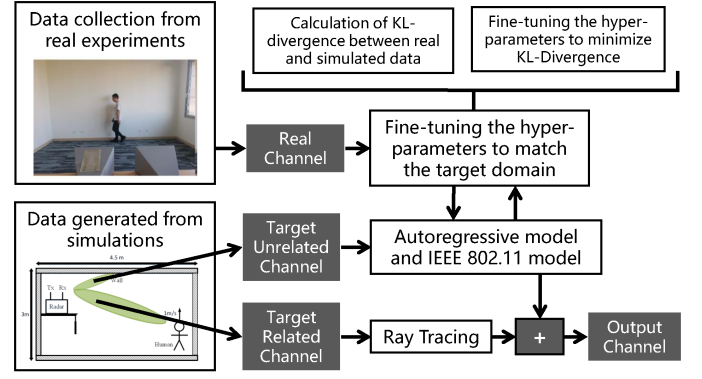 Data collection from
real experiments
Calculation of KL-
divergence between real
and simulated data
Fine-tuning the hyper-
parameters to minimize
KL-Divergence
Real
Channel
Fine-tuning the hyper-
parameters to match
the target domain
Data generated from
simulations
4.5 m
Wall
Tx Rx
Radar
3m
1m/s
Human
Target
Unrelated
Channel
Autoregressive model
and IEEE 802.11 model
Target
Related
Channel
Ray Tracing
+
Output
Channel